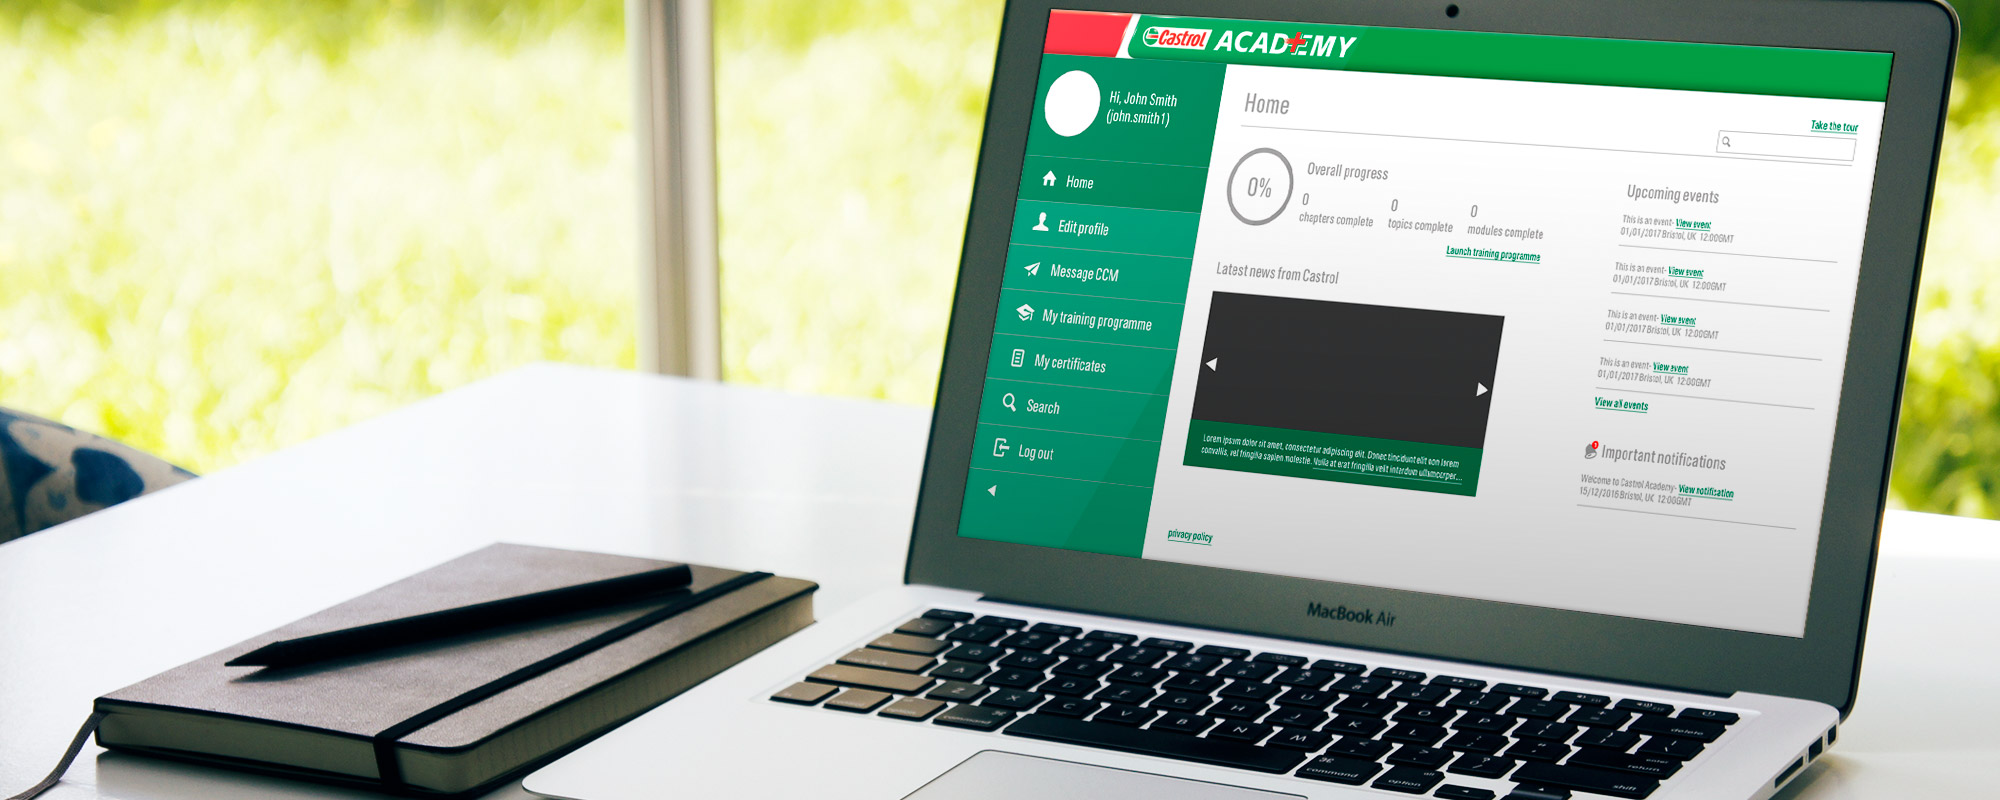 Castrol ACADEMY
Hi, John Smith
(john.smith1)
Home
Edit profile
Message CCM
My training programme
My certificates
Search
Log out
Home
Take the tour
0%
Overall progress
0
chapters complete
0
topics complete
0
modules complete
Launch training programme
Latest news from Castrol
Lorem ipsum dolor sit amet, consectetur adipiscing elit. Donec tincidunt elit non lorem
convallis, vel fringilla sapien molestie. Nulla at erat fringilla velit interdum ullamcorper...
privacy policy
Upcoming events
This is an event- View event
01/01/2017 Bristol, UK 12:00GMT
This is an event- View event
01/01/2017 Bristol, UK 12:00GMT
This is an event- View event
01/01/2017 Bristol, UK 12:00GMT
This is an event- View event
01/01/2017 Bristol, UK 12:00GMT
View all events
Important notifications
Welcome to Castrol Academy- View notification
15/12/2016 Bristol, UK 12:00GMT
MacBook Air
delete
return
shift
command
command
option